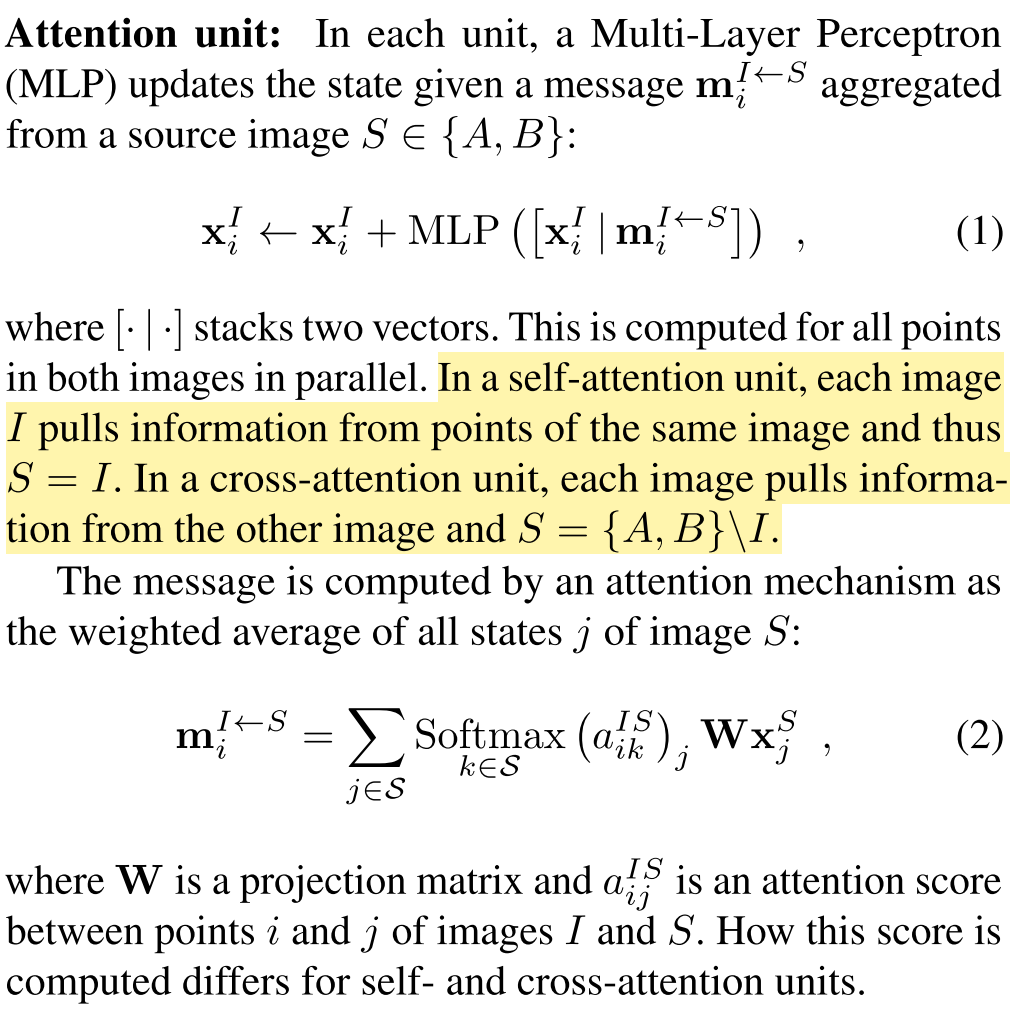 Attention unit: In each unit, a Multi-Layer Perceptron
(MLP) updates the state given a message $\mathbf{m}_i^{I \leftarrow S}$ aggregated
from a source image $S \in \{A, B\}$:
$\mathbf{x}_i^I \leftarrow \mathbf{x}_i^I + \mathrm{MLP}\left(\left[\mathbf{x}_i^I \,|\, \mathbf{m}_i^{I \leftarrow S}\right]\right)$ , (1)
where $[\cdot \,|\, \cdot]$ stacks two vectors. This is computed for all points
in both images in parallel. In a self-attention unit, each image
$I$ pulls information from points of the same image and thus
$S = I$. In a cross-attention unit, each image pulls informa-
tion from the other image and $S = \{A, B\} \backslash I$.
The message is computed by an attention mechanism as
the weighted average of all states $j$ of image $S$:
$\mathbf{m}_i^{I \leftarrow S} = \sum_{j \in \mathcal{S}} \underset{k \in \mathcal{S}}{\mathrm{Softmax}}\left(a_{ik}^{IS}\right)_j \mathbf{W}\mathbf{x}_j^S$ , (2)
where $\mathbf{W}$ is a projection matrix and $a_{ij}^{IS}$ is an attention score
between points $i$ and $j$ of images $I$ and $S$. How this score is
computed differs for self- and cross-attention units.